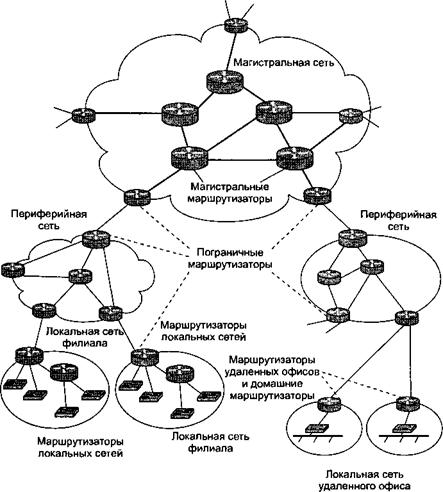 Магистральная сеть
Магистральные
маршрутизаторы
Периферийная
сеть
Периферийная
сеть
Пограничные
маршрутизаторы
Локальная сеть
филиала
Маршрутизаторы
локальных сетей
Маршрутизаторы
удаленных офисов
и домашние
маршрутизаторы
Маршрутизаторы
локальных сетей
Локальная сеть
филиала
Локальная сеть
удаленного офиса